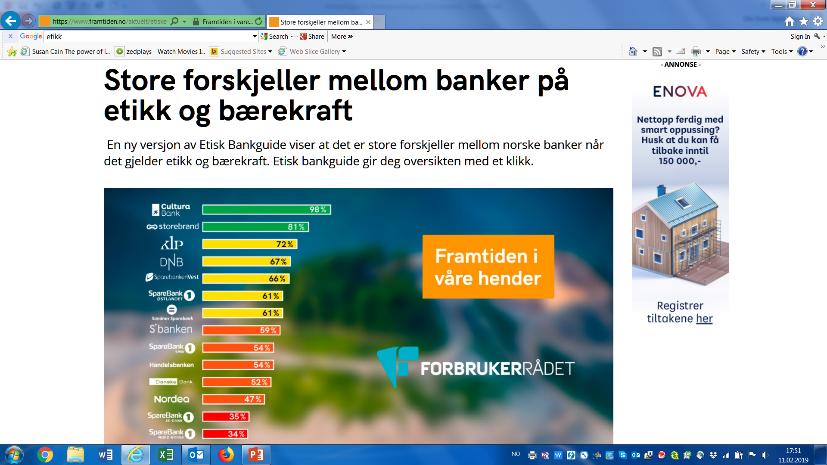 https://www.framtiden.no/aktuelt/etiske
Framtiden i vare...
Store forskjeller mellom ba...
x Google etikk
Search
Share
More »
Sign In
Susan Cain The power of I...
zedplays
Watch Movies I...
Suggested Sites
Web Slice Gallery
Page
Safety
Tools
- ANNONSE -
Store forskjeller mellom banker på
etikk og bærekraft
En ny versjon av Etisk Bankguide viser at det er store forskjeller mellom norske banker når
det gjelder etikk og bærekraft. Etisk bankguide gir deg oversikten med et klikk.
Cultura
Bank
98%
storebrand
81%
klp
72%
DNB
67%
SparebankenVest
66%
SpareBank 1
ØSTLANDET
61%
Sandnes Sparebank
61%
S'banken
59%
SpareBank 1
54%
Handelsbanken
54%
Danske Bank
52%
Nordea
47%
SpareBank 1
SR-BANK
35%
SpareBank 1
34%
Framtiden i
våre hender
FORBRUKERRÅDET
ENOVA
Nettopp ferdig med
smart oppussing?
Husk at du kan få
tilbake inntil
150 000,-
Registrer
tiltakene her
NO
17:51
11.02.2019